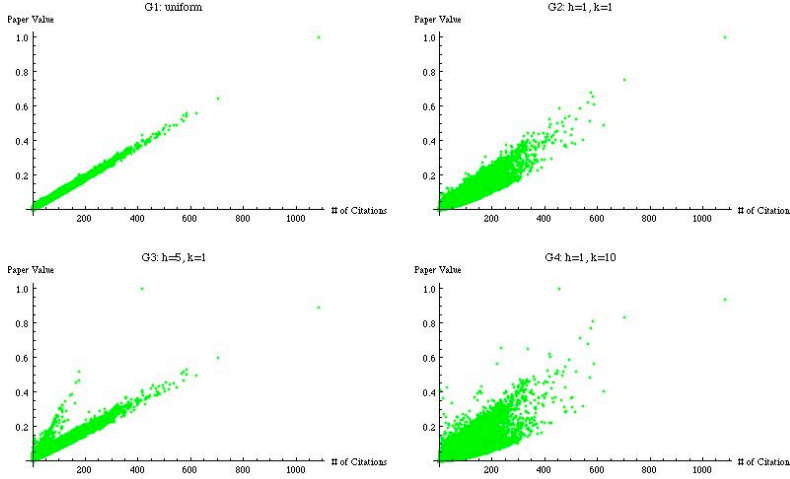 G1: uniform
Paper Value
1.0
0.8
0.6
0.4
0.2
200 400 600 800 1000
# of Citations
G2: h=1, k=1
Paper Value
1.0
0.8
0.6
0.4
0.2
200 400 600 800 1000
# of Citations
G3: h=5, k=1
Paper Value
1.0
0.8
0.6
0.4
0.2
200 400 600 800 1000
# of Citations
G4: h=1, k=10
Paper Value
1.0
0.8
0.6
0.4
0.2
200 400 600 800 1000
# of Citations